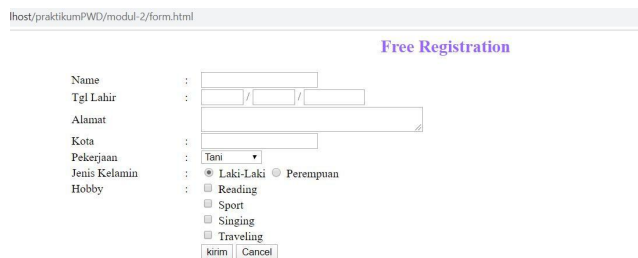 lhost/praktikumPWD/modul-2/form.html
Free Registration
Name :
Tgl Lahir : / /
Alamat
Kota :
Pekerjaan : Tani
Jenis Kelamin : Laki-Laki Perempuan
Hobby : Reading
Sport
Singing
Traveling
kirim Cancel